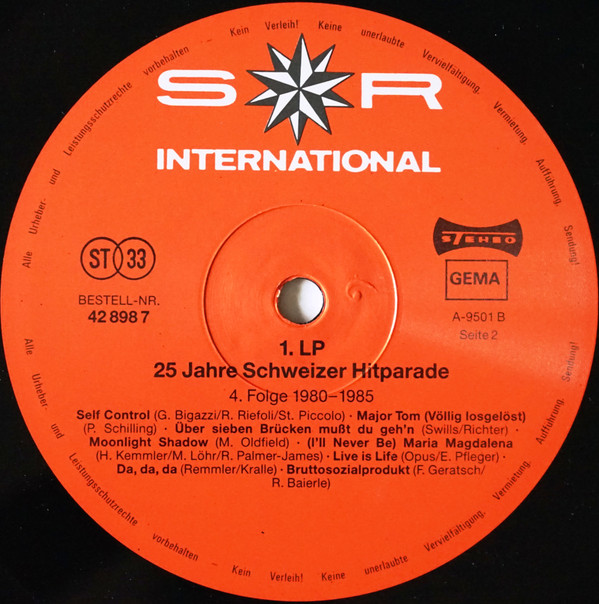 Alle Urheber- und Leistungsschutzrechte vorbehalten Kein Verleih! Keine unerlaubte Vervielfältigung, Vermietung, Aufführung, Sendung!
S R
INTERNATIONAL
ST 33
STEREO
GEMA
BESTELL-NR.
42 898 7
A-9501 B
Seite 2
1. LP
25 Jahre Schweizer Hitparade
4. Folge 1980–1985
Self Control (G. Bigazzi/R. Riefoli/St. Piccolo) · Major Tom (Völlig losgelöst)
(P. Schilling) · Über sieben Brücken mußt du geh'n (Swills/Richter) ·
Moonlight Shadow (M. Oldfield) · (I'll Never Be) Maria Magdalena
(H. Kemmler/M. Löhr/R. Palmer-James) · Live is Life (Opus/E. Pfleger) ·
Da, da, da (Remmler/Kralle) · Bruttosozialprodukt (F. Geratsch/
R. Baierle)
Alle Urheber- und Leistungsschutzrechte vorbehalten Kein Verleih! Keine unerlaubte Vervielfältigung, Vermietung, Aufführung, Sendung!